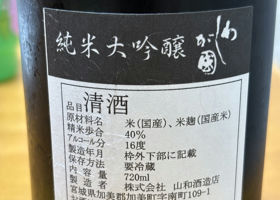 純米大吟醸 わしが國
品目 清酒
原材料名 米(国産)、米麹(国産米)
精米歩合 40%
アルコール分 16度
製造年月 枠外下部に記載
保存方法 要冷蔵
内容量 720ml
製造者 株式会社 山和酒造店
宮城県加美郡加美町字南町109-1